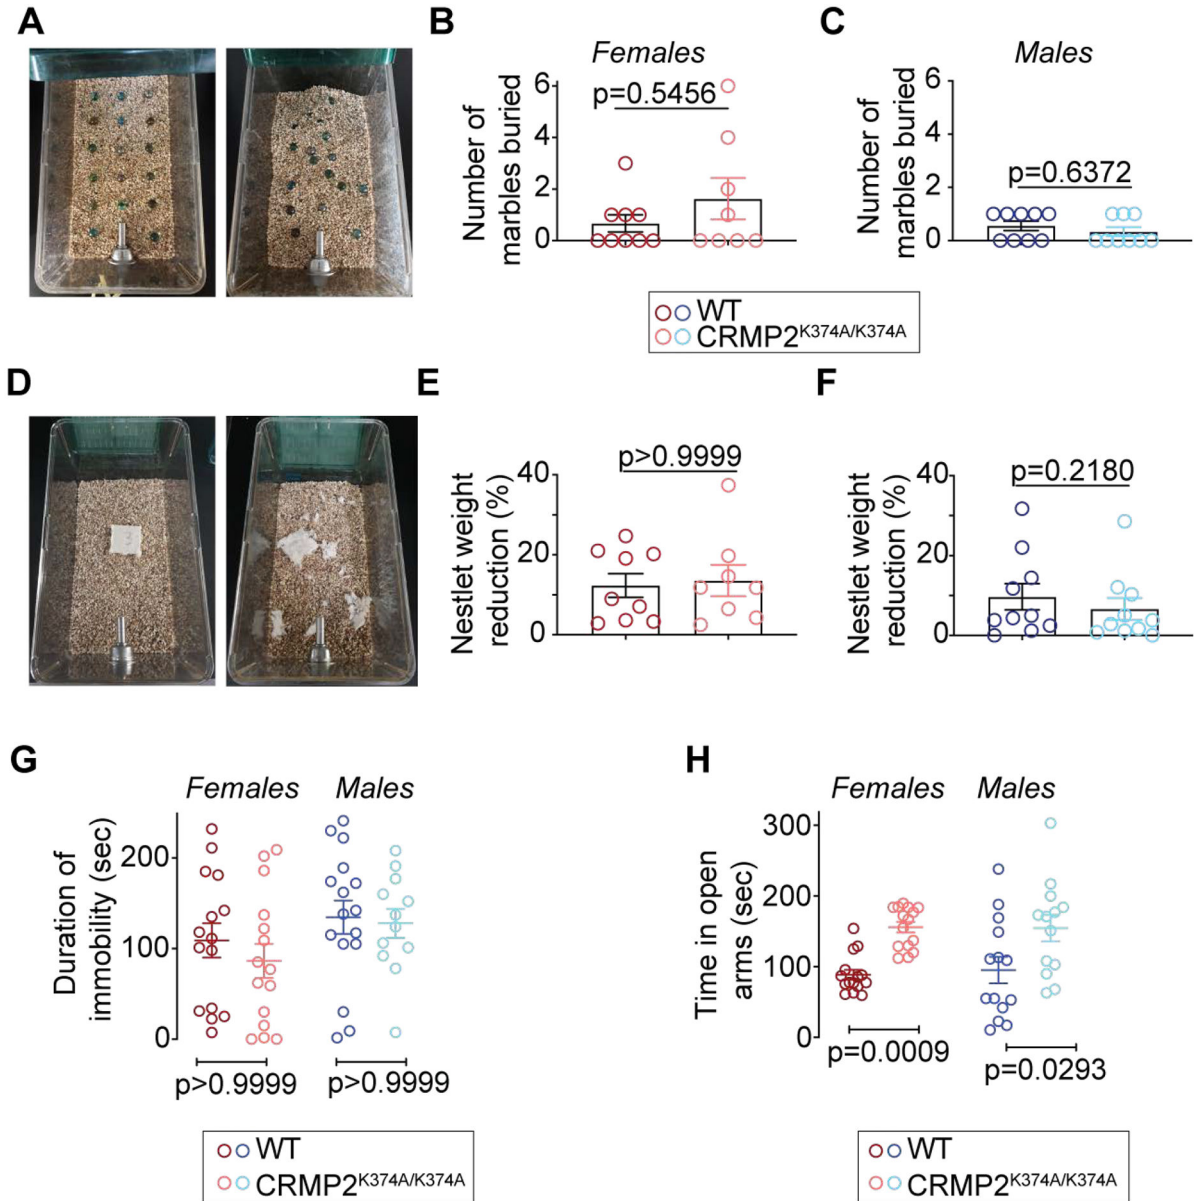 A
B
C
Females
Males
Number of
marbles buried
6
4
2
0
p=0.5456
Number of
marbles buried
6
4
2
0
p=0.6372
WT
CRMP2K374A/K374A
D
E
F
Nestlet weight
reduction (%)
40
20
0
p>0.9999
Nestlet weight
reduction (%)
40
20
0
p=0.2180
G
Females
Males
Duration of
immobility (sec)
200
100
0
p>0.9999
p>0.9999
WT
CRMP2K374A/K374A
H
Females
Males
Time in open
arms (sec)
300
200
100
0
p=0.0009
p=0.0293
WT
CRMP2K374A/K374A